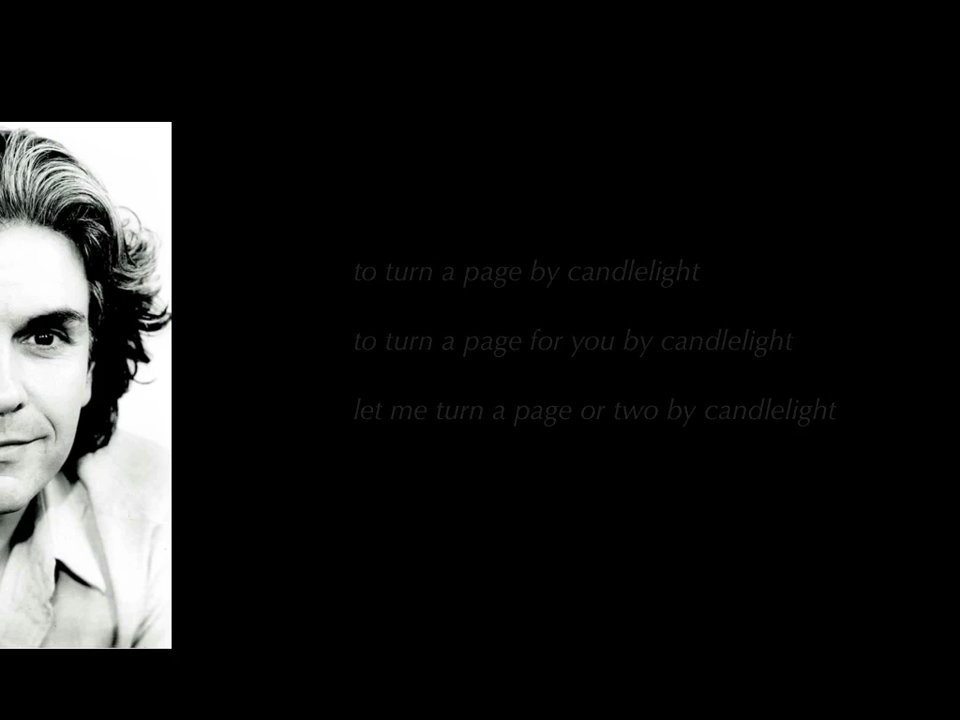 to turn a page by candlelight
to turn a page for you by candlelight
let me turn a page or two by candlelight